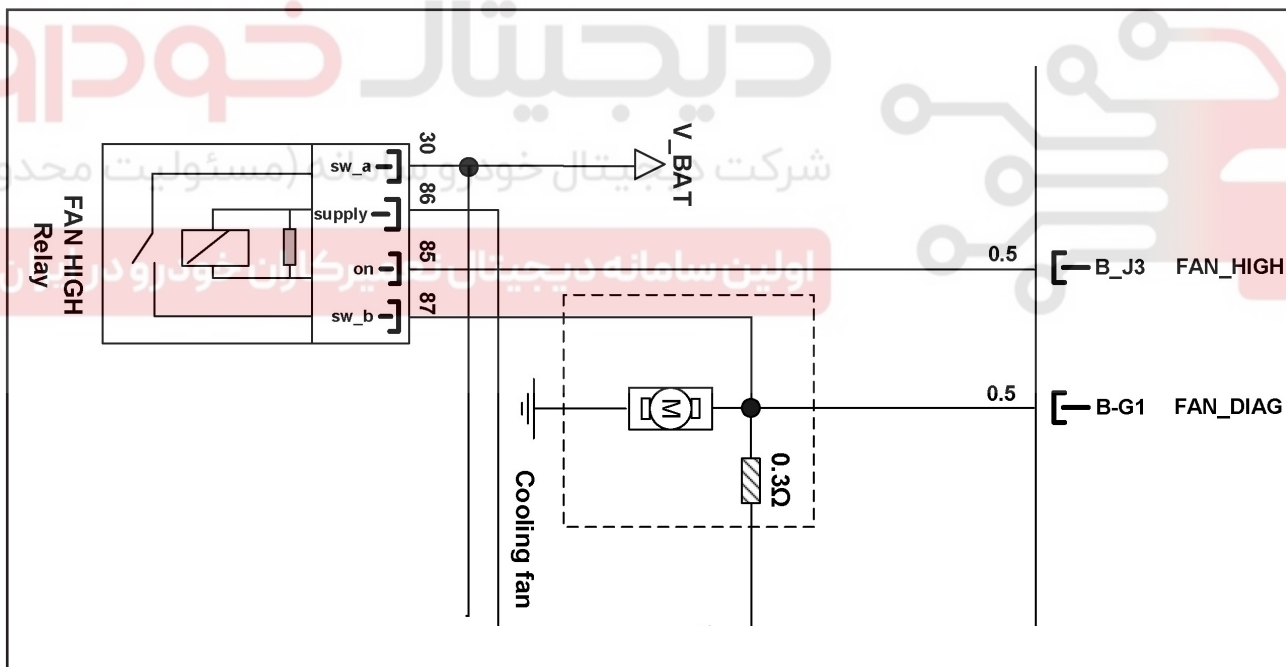 دیجیتال خودرو
شرکت دیجیتال خودرو سامانه (مسئولیت محدو
اولین سامانه دیجیتال تعمیرکاران خودرو در ایران
V_BAT
30
sw_a
86
supply
85
on
87
sw_b
FAN HIGH
Relay
0.5
B_J3 FAN_HIGH
0.5
B-G1 FAN_DIAG
M
0.3Ω
Cooling fan